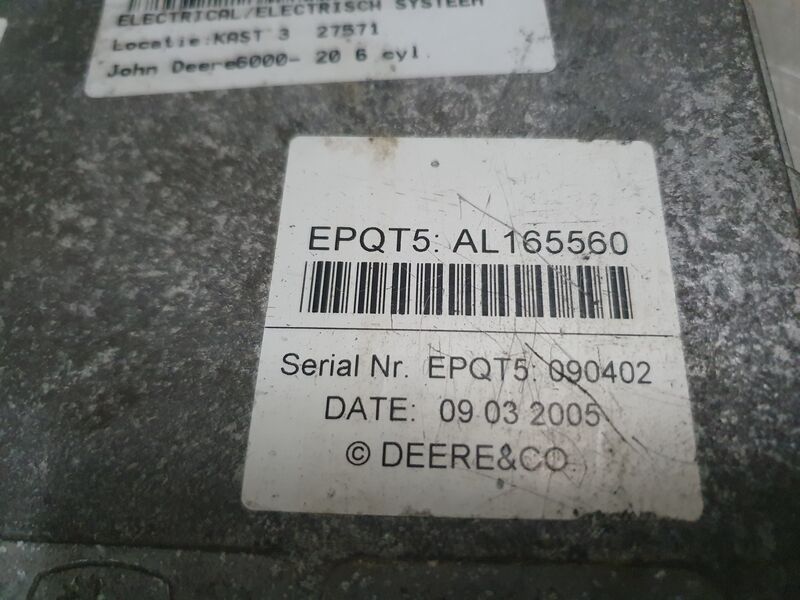 ELECTRICAL/ELECTRISCH SYSTEEM
Locatie:KAST 3 27571
John Deere6000- 20 6 cyl
EPQT5: AL165560
Serial Nr. EPQT5: 090402
DATE: 09 03 2005
© DEERE&CO